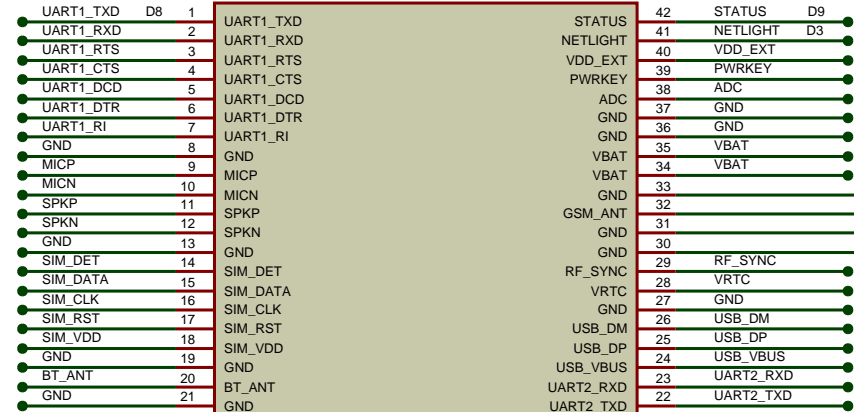 UART1_TXD D8 1 UART1_TXD STATUS 42 STATUS D9
UART1_RXD 2 UART1_RXD NETLIGHT 41 NETLIGHT D3
UART1_RTS 3 UART1_RTS VDD_EXT 40 VDD_EXT
UART1_CTS 4 UART1_CTS PWRKEY 39 PWRKEY
UART1_DCD 5 UART1_DCD ADC 38 ADC
UART1_DTR 6 UART1_DTR GND 37 GND
UART1_RI 7 UART1_RI GND 36 GND
GND 8 GND VBAT 35 VBAT
MICP 9 MICP VBAT 34 VBAT
MICN 10 MICN GND 33
SPKP 11 SPKP GSM_ANT 32
SPKN 12 SPKN GND 31
GND 13 GND GND 30
SIM_DET 14 SIM_DET RF_SYNC 29 RF_SYNC
SIM_DATA 15 SIM_DATA VRTC 28 VRTC
SIM_CLK 16 SIM_CLK GND 27 GND
SIM_RST 17 SIM_RST USB_DM 26 USB_DM
SIM_VDD 18 SIM_VDD USB_DP 25 USB_DP
GND 19 GND USB_VBUS 24 USB_VBUS
BT_ANT 20 BT_ANT UART2_RXD 23 UART2_RXD
GND 21 GND UART2_TXD 22 UART2_TXD